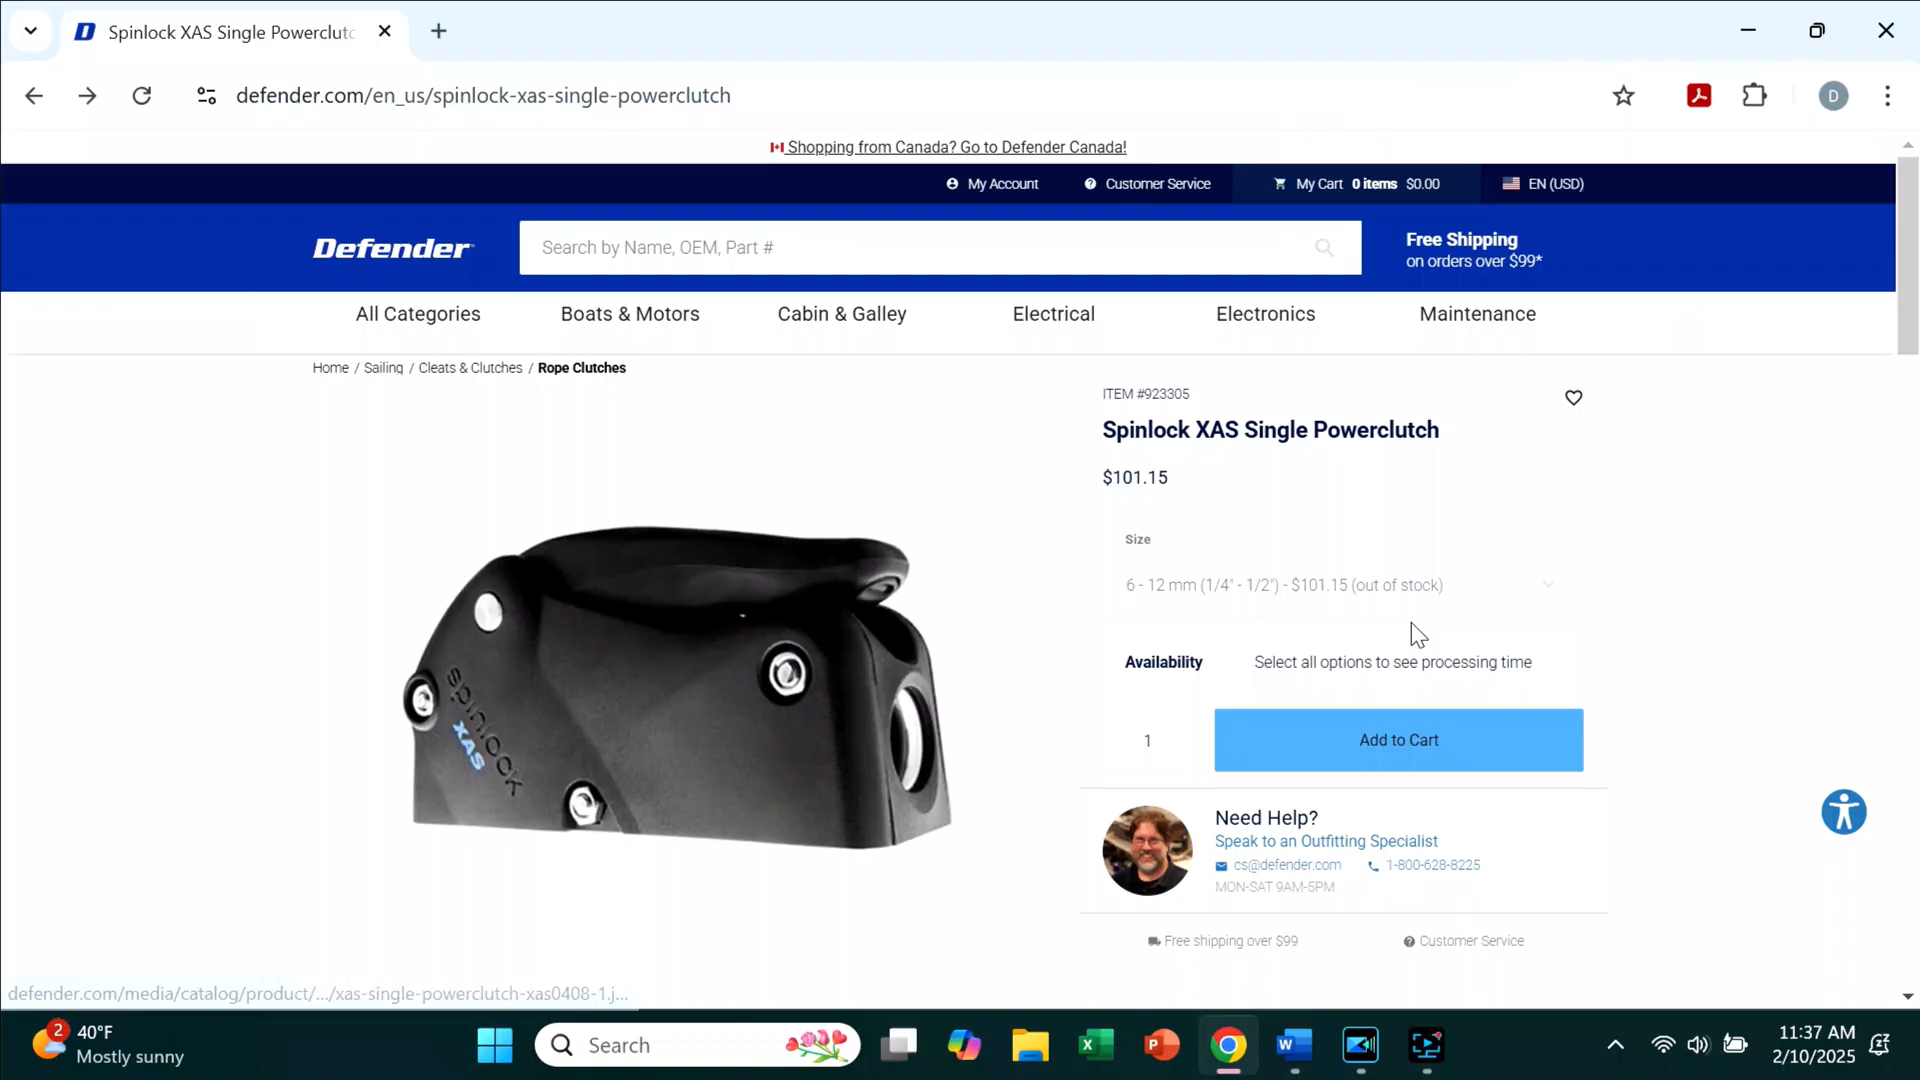 Spinlock XAS Single Powerclutc
defender.com/en_us/spinlock-xas-single-powerclutch
D
Shopping from Canada? Go to Defender Canada!
My Account
Customer Service
My Cart 0 items $0.00
EN (USD)
Defender
Search by Name, OEM, Part #
Free Shipping
on orders over $99*
All Categories
Boats & Motors
Cabin & Galley
Electrical
Electronics
Maintenance
Home / Sailing / Cleats & Clutches / Rope Clutches
ITEM #923305
Spinlock XAS Single Powerclutch
$101.15
Size
6 - 12 mm (1/4" - 1/2") - $101.15 (out of stock)
Availability
Select all options to see processing time
1
Add to Cart
spinlock
XAS
Need Help?
Speak to an Outfitting Specialist
cs@defender.com
1-800-628-8225
MON-SAT 9AM-5PM
Free shipping over $99
Customer Service
defender.com/media/catalog/product/.../xas-single-powerclutch-xas0408-1.j...
2
40°F
Mostly sunny
Search
11:37 AM
2/10/2025